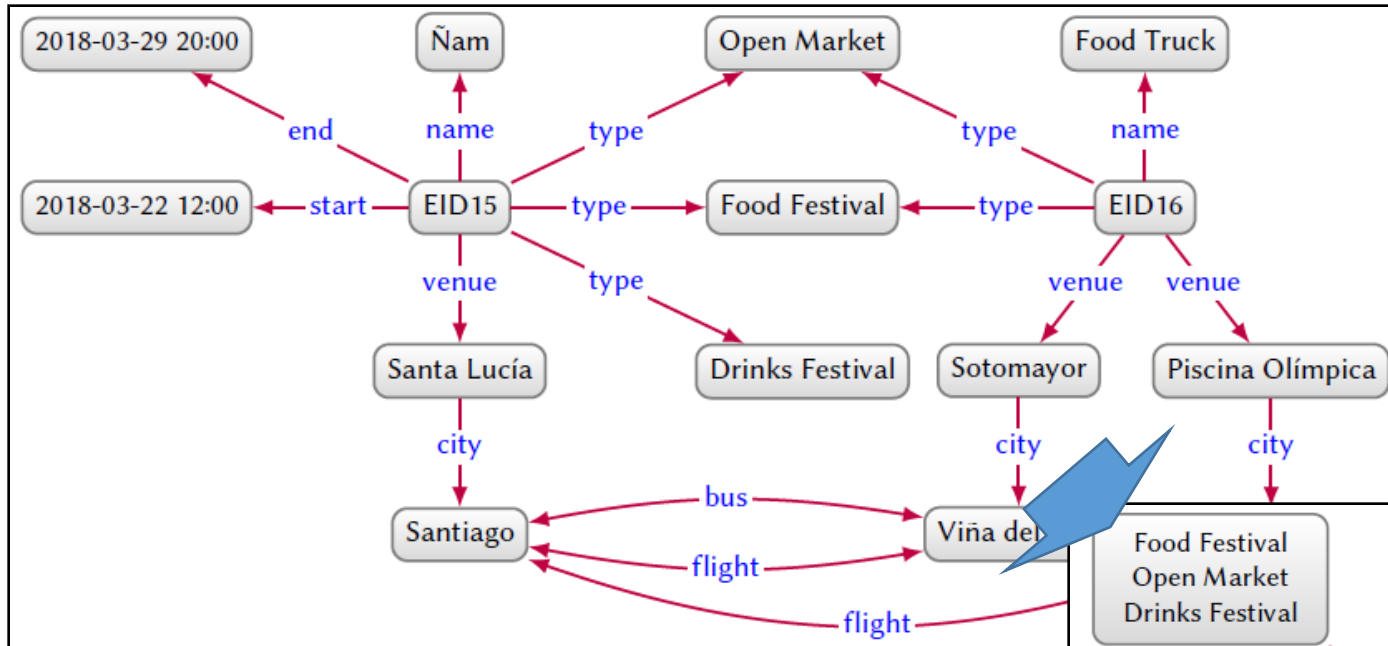 2018-03-29 20:00
Ñam
Open Market
Food Truck
end
name
type
type
name
2018-03-22 12:00
start
EID15
type
Food Festival
type
EID16
venue
type
venue
venue
Santa Lucía
Drinks Festival
Sotomayor
Piscina Olímpica
city
city
city
bus
Santiago
Viña del
flight
flight
Food Festival
Open Market
Drinks Festival